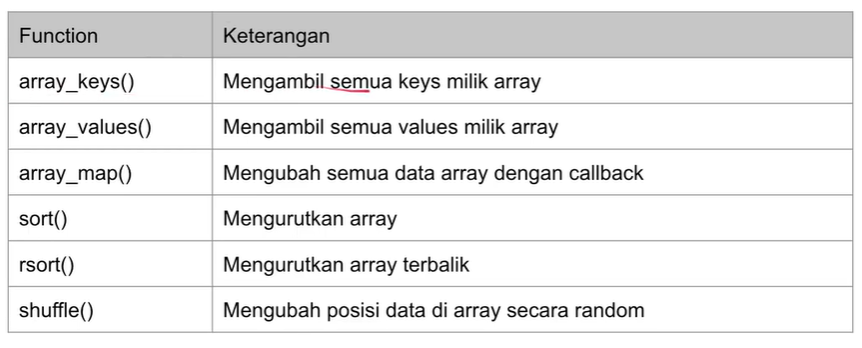 Function Keterangan
array_keys() Mengambil semua keys milik array
array_values() Mengambil semua values milik array
array_map() Mengubah semua data array dengan callback
sort() Mengurutkan array
rsort() Mengurutkan array terbalik
shuffle() Mengubah posisi data di array secara random